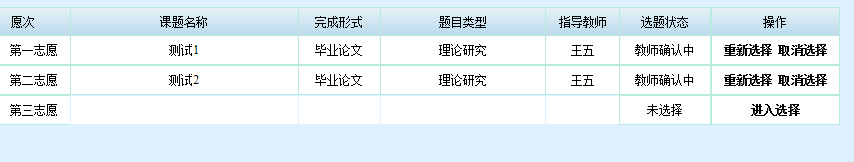 愿次 课题名称 完成形式 题目类型 指导教师 选题状态 操作
第一志愿 测试1 毕业论文 理论研究 王五 教师确认中 重新选择 取消选择
第二志愿 测试2 毕业论文 理论研究 王五 教师确认中 重新选择 取消选择
第三志愿 未选择 进入选择